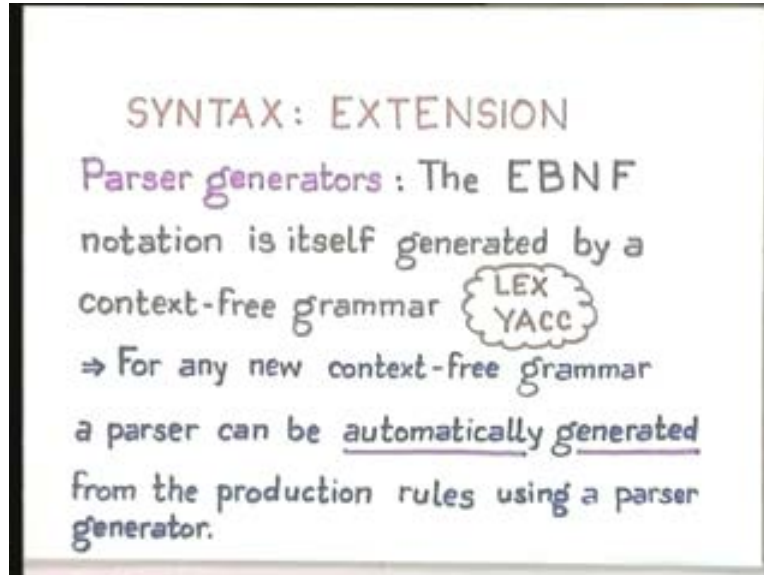 SYNTAX: EXTENSION
Parser generators: The EBNF
notation is itself generated by a
context-free grammar
LEX
YACC
⇒ For any new context-free grammar
a parser can be automatically generated
from the production rules using a parser
generator.